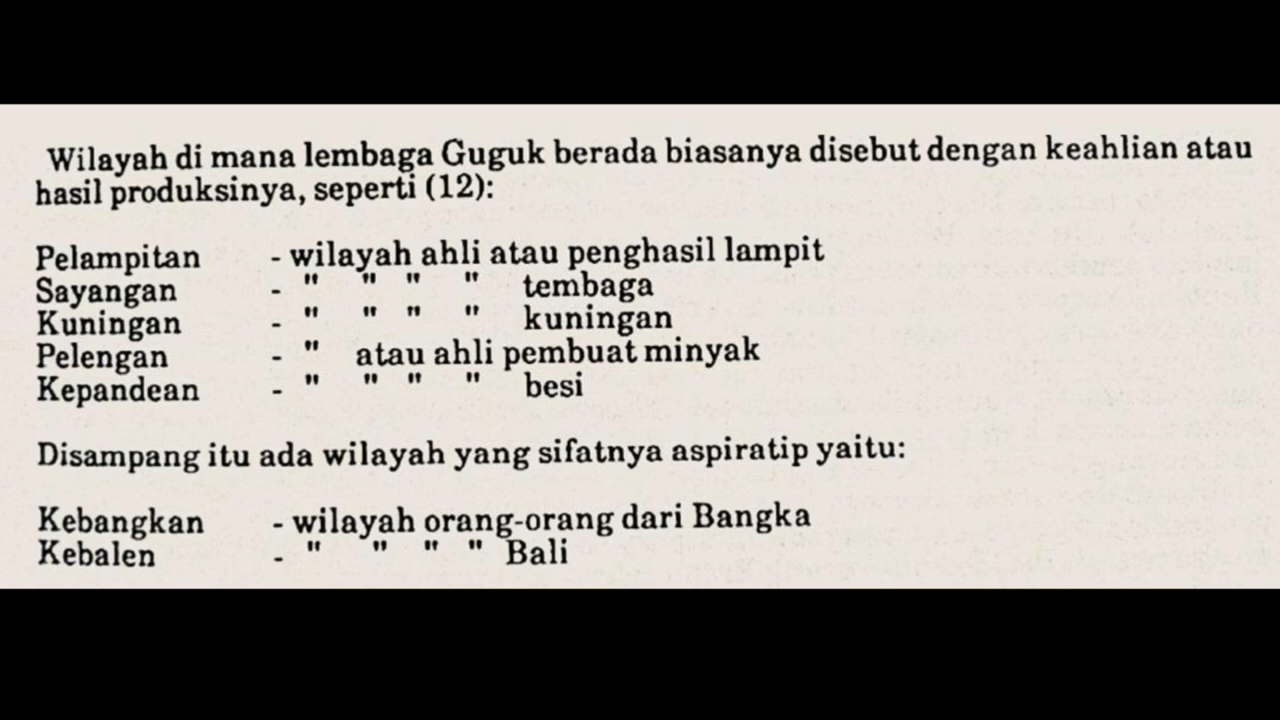 Wilayah di mana lembaga Guguk berada biasanya disebut dengan keahlian atau
hasil produksinya, seperti (12):
Pelampitan - wilayah ahli atau penghasil lampit
Sayangan - " " " " tembaga
Kuningan - " " " " kuningan
Pelengan - " atau ahli pembuat minyak
Kepandean - " " " " besi
Disampang itu ada wilayah yang sifatnya aspiratip yaitu:
Kebangkan - wilayah orang-orang dari Bangka
Kebalen - " " " " Bali